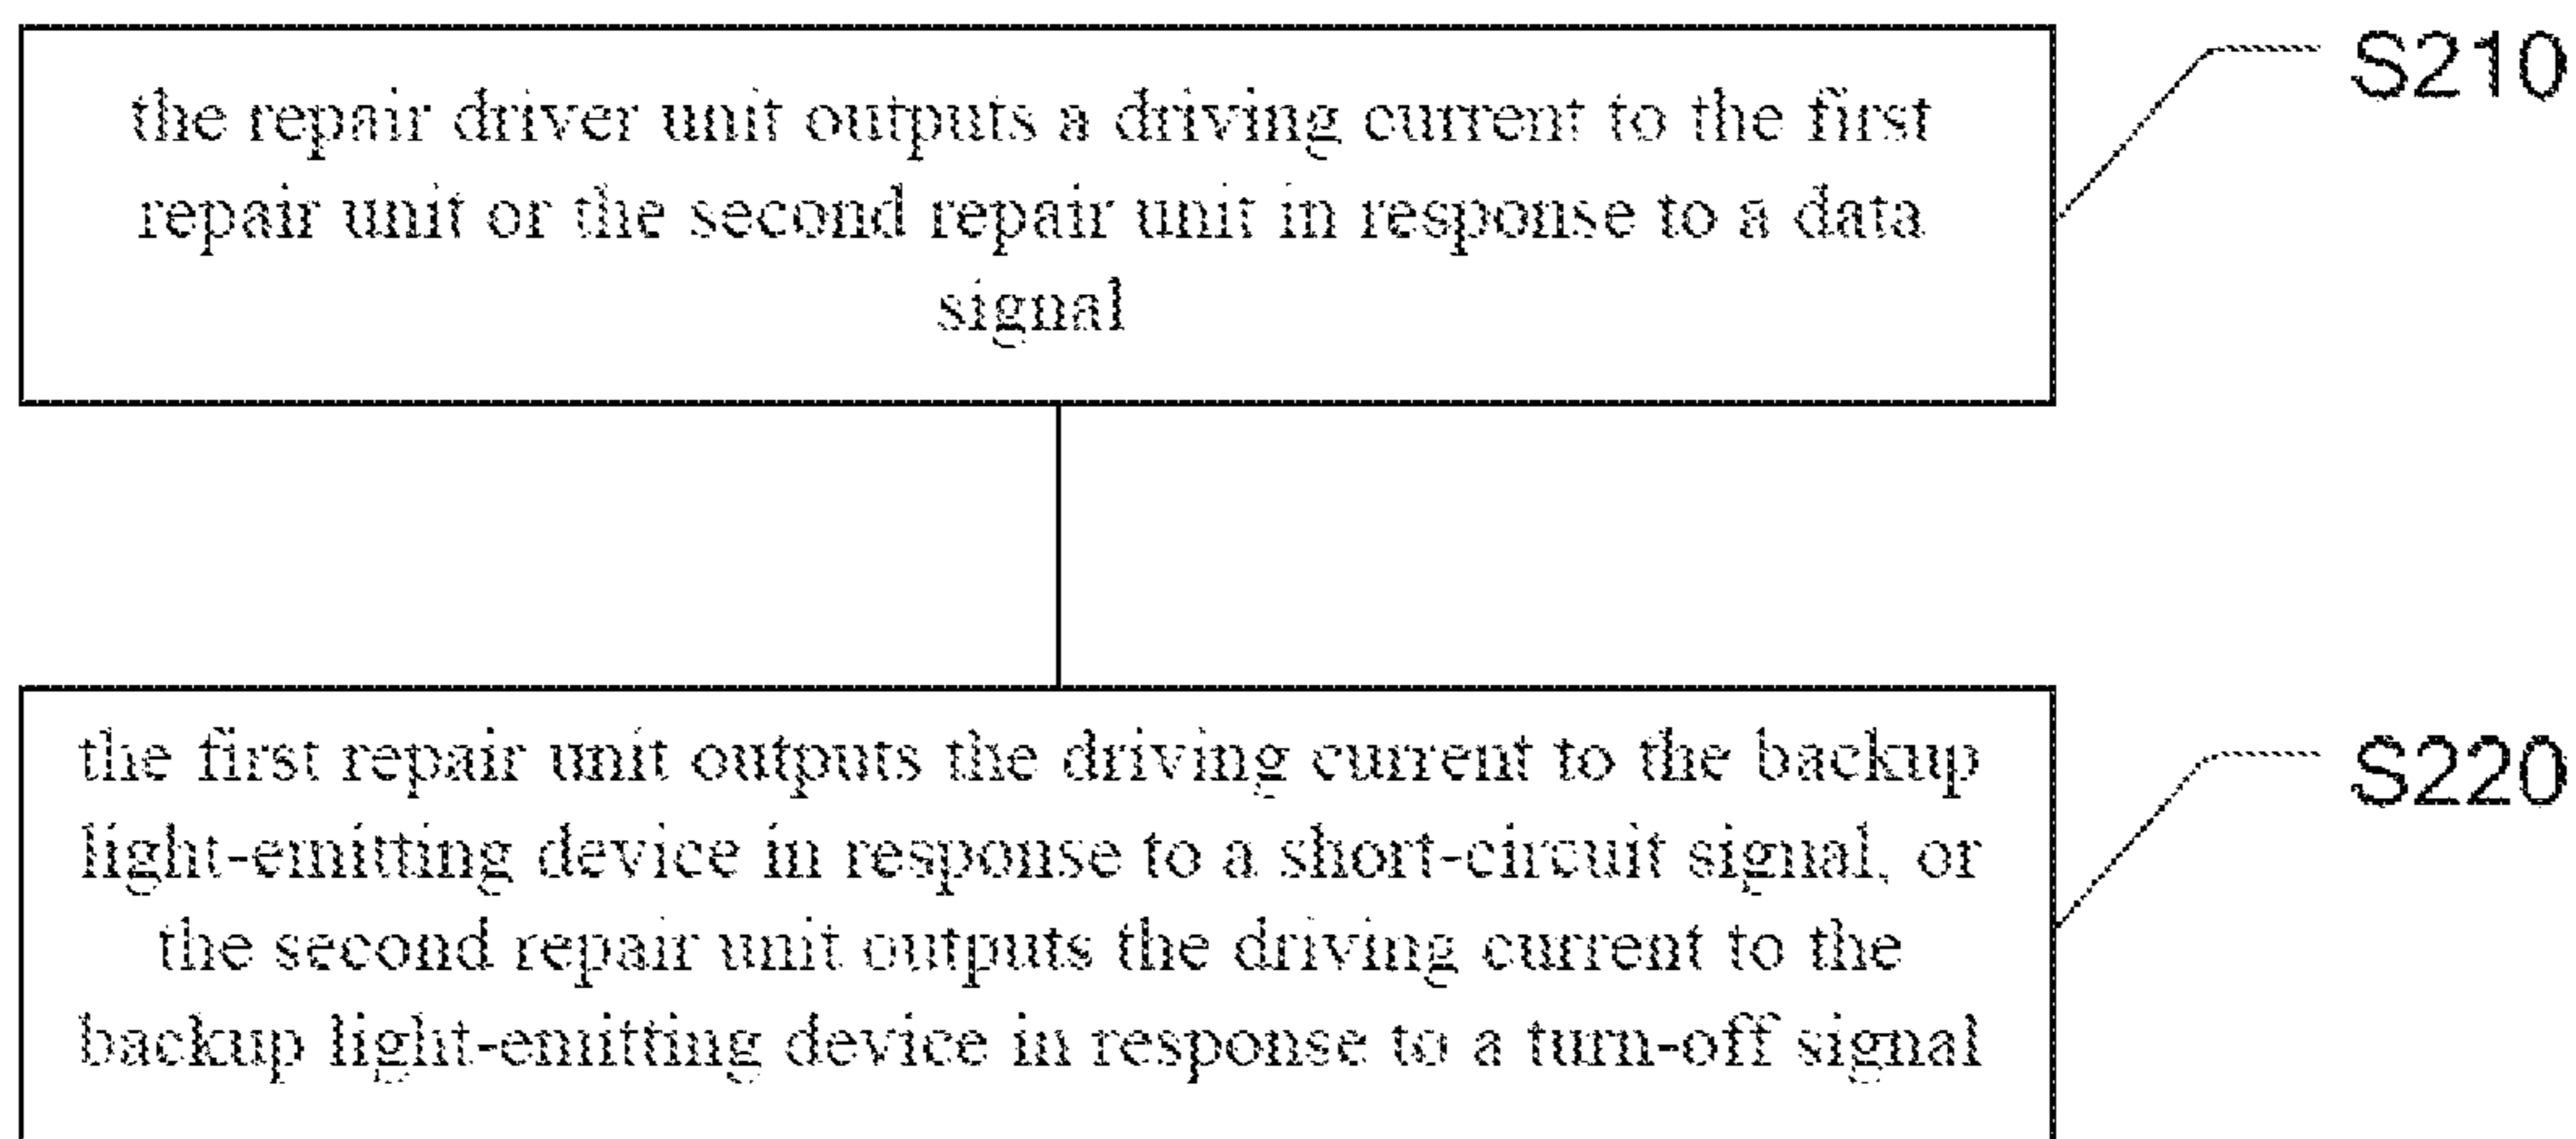 the repair driver unit outputs a driving current to the first
repair unit or the second repair unit in response to a data
signal
S210
the first repair unit outputs the driving current to the backup
light-emitting device in response to a short-circuit signal, or
the second repair unit outputs the driving current to the
backup light-emitting device in response to a turn-off signal
S220